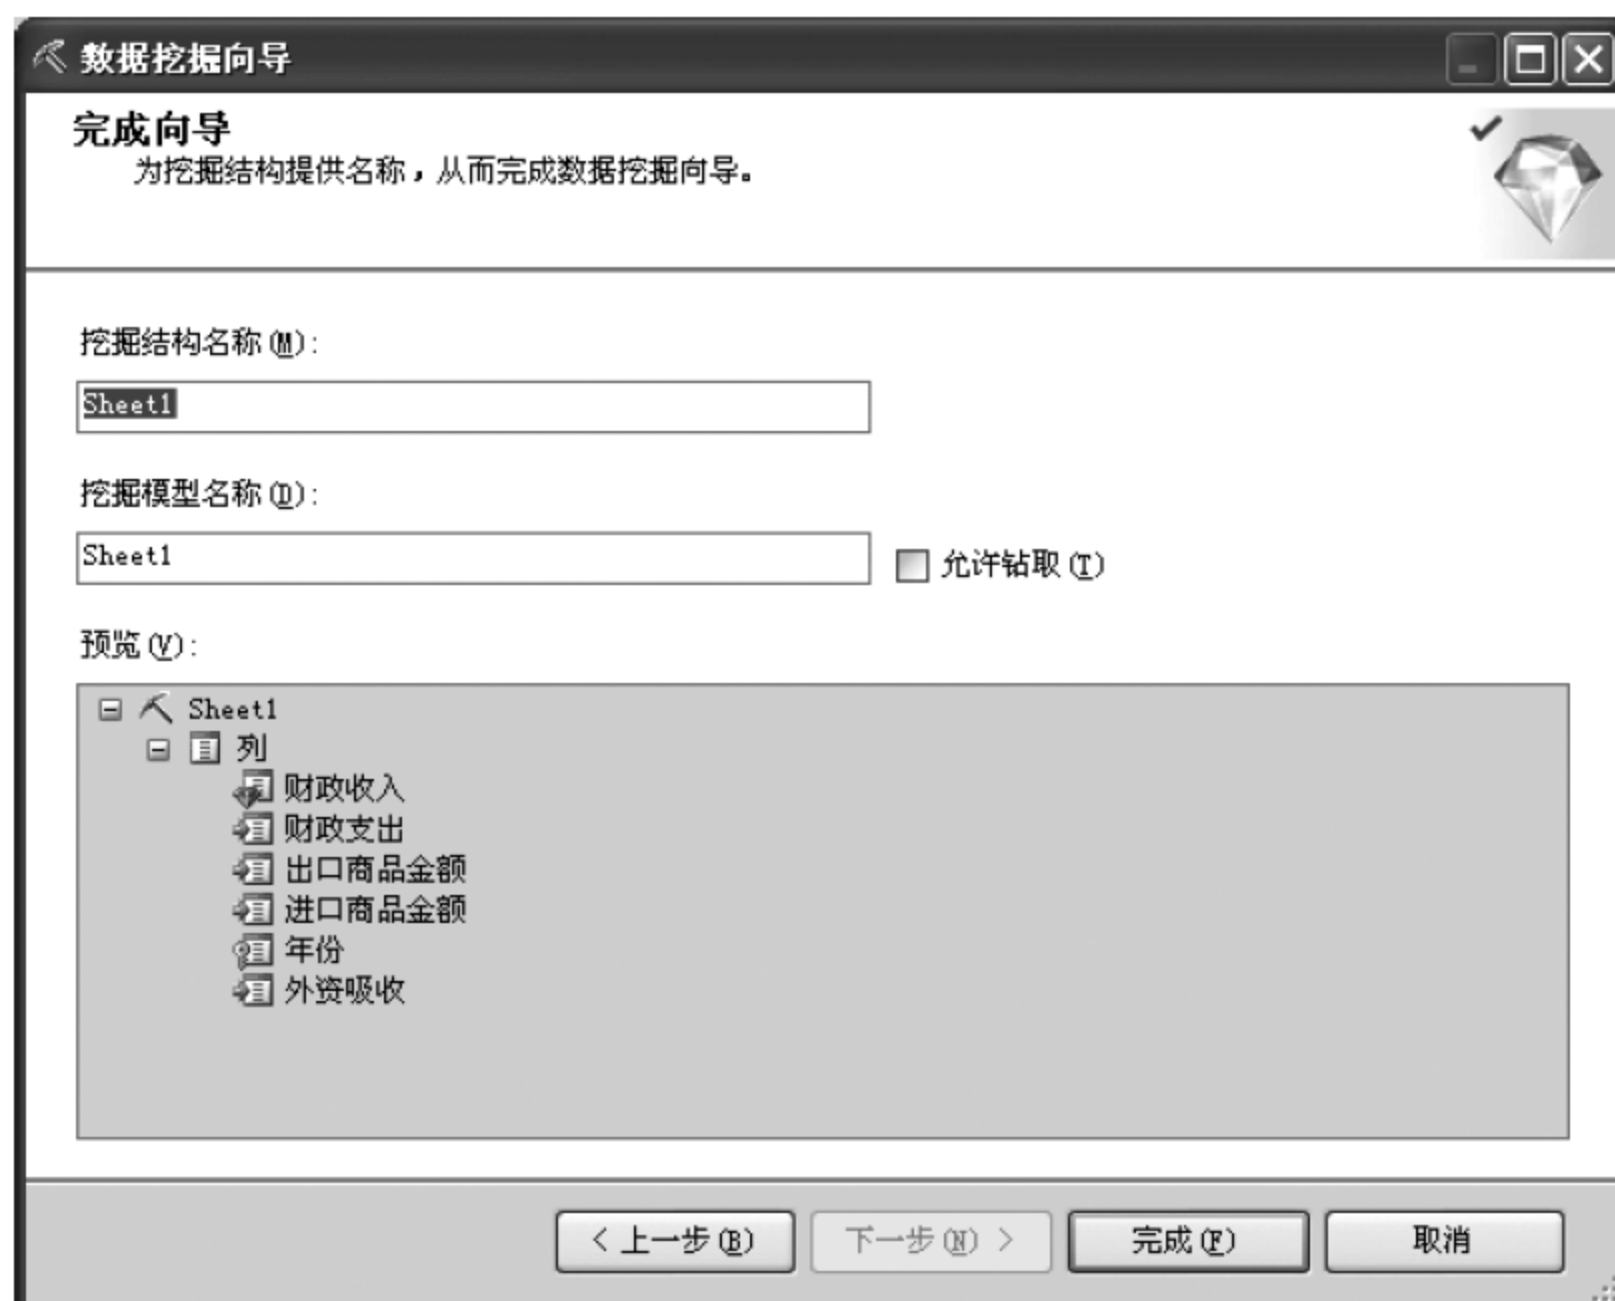 数据挖掘向导
完成向导
为挖掘结构提供名称，从而完成数据挖掘向导。
挖掘结构名称(M):
Sheet1
挖掘模型名称(D):
Sheet1
允许钻取(T)
预览(V):
Sheet1
列
财政收入
财政支出
出口商品金额
进口商品金额
年份
外资吸收
< 上一步(B)
下一步(N) >
完成(F)
取消